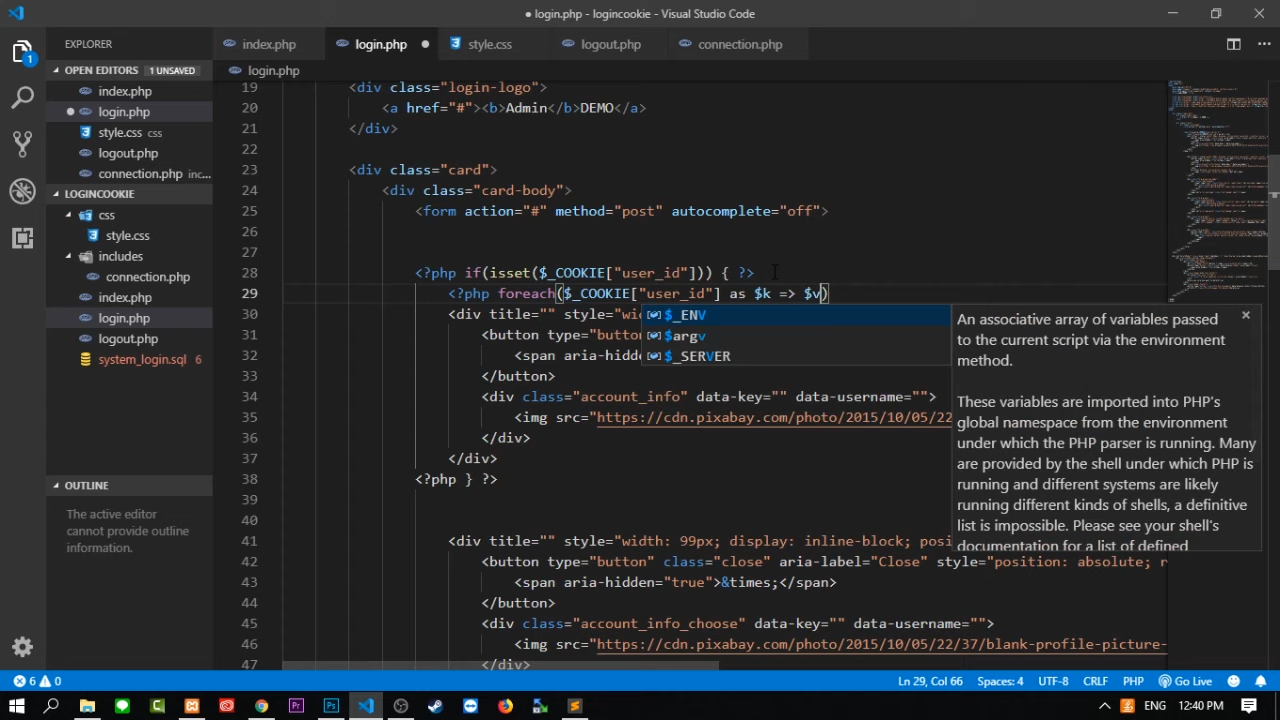 ● login.php - logincookie - Visual Studio Code
EXPLORER
index.php
login.php
style.css
logout.php
connection.php
OPEN EDITORS
1 UNSAVED
index.php
login.php
style.css css
logout.php
connection.php inc...
LOGINCOOKIE
css
style.css
includes
connection.php
index.php
login.php
logout.php
system_login.sql 6
OUTLINE
The active editor
cannot provide outline
information.
login.php
19 <div class="login-logo">
20 <a href="#"><b>Admin</b>DEMO</a>
21 </div>
22
23 <div class="card">
24 <div class="card-body">
25 <form action="#" method="post" autocomplete="off">
26
27
28 <?php if(isset($_COOKIE["user_id"])) { ?>
29 <?php foreach($_COOKIE["user_id"] as $k => $v)
30 <div title="" style="wi
31 <button type="butto
32 <span aria-hidde
33 </button>
34 <div class="account_info" data-key="" data-username="">
35 <img src="https://cdn.pixabay.com/photo/2015/10/05/22
36 </div>
37 </div>
38 <?php } ?>
39
40
41 <div title="" style="width: 99px; display: inline-block; posi
42 <button type="button" class="close" aria-label="Close" style="position: absolute; r
43 <span aria-hidden="true">&times;</span>
44 </button>
45 <div class="account_info_choose" data-key="" data-username="">
46 <img src="https://cdn.pixabay.com/photo/2015/10/05/22/37/blank-profile-picture-
47 </div>
$_ENV
$argv
$_SERVER
An associative array of variables passed
to the current script via the environment
method.
These variables are imported into PHP's
global namespace from the environment
under which the PHP parser is running. Many
are provided by the shell under which PHP is
running and different systems are likely
running different kinds of shells, a definitive
list is impossible. Please see your shell's
documentation for a list of defined
6 0
Ln 29, Col 66
Spaces: 4
UTF-8
CRLF
PHP
Go Live
ENG
12:40 PM